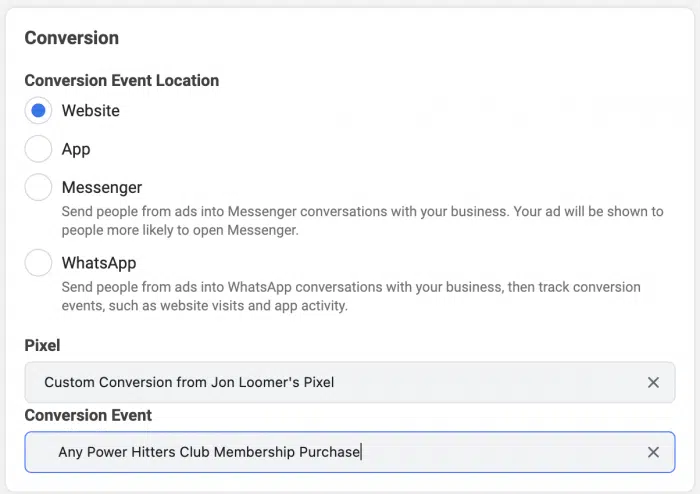 Conversion
Conversion Event Location
Website
App
Messenger
Send people from ads into Messenger conversations with your business. Your ad will be shown to
people more likely to open Messenger.
WhatsApp
Send people from ads into WhatsApp conversations with your business, then track conversion
events, such as website visits and app activity.
Pixel
Custom Conversion from Jon Loomer's Pixel
Conversion Event
Any Power Hitters Club Membership Purchase